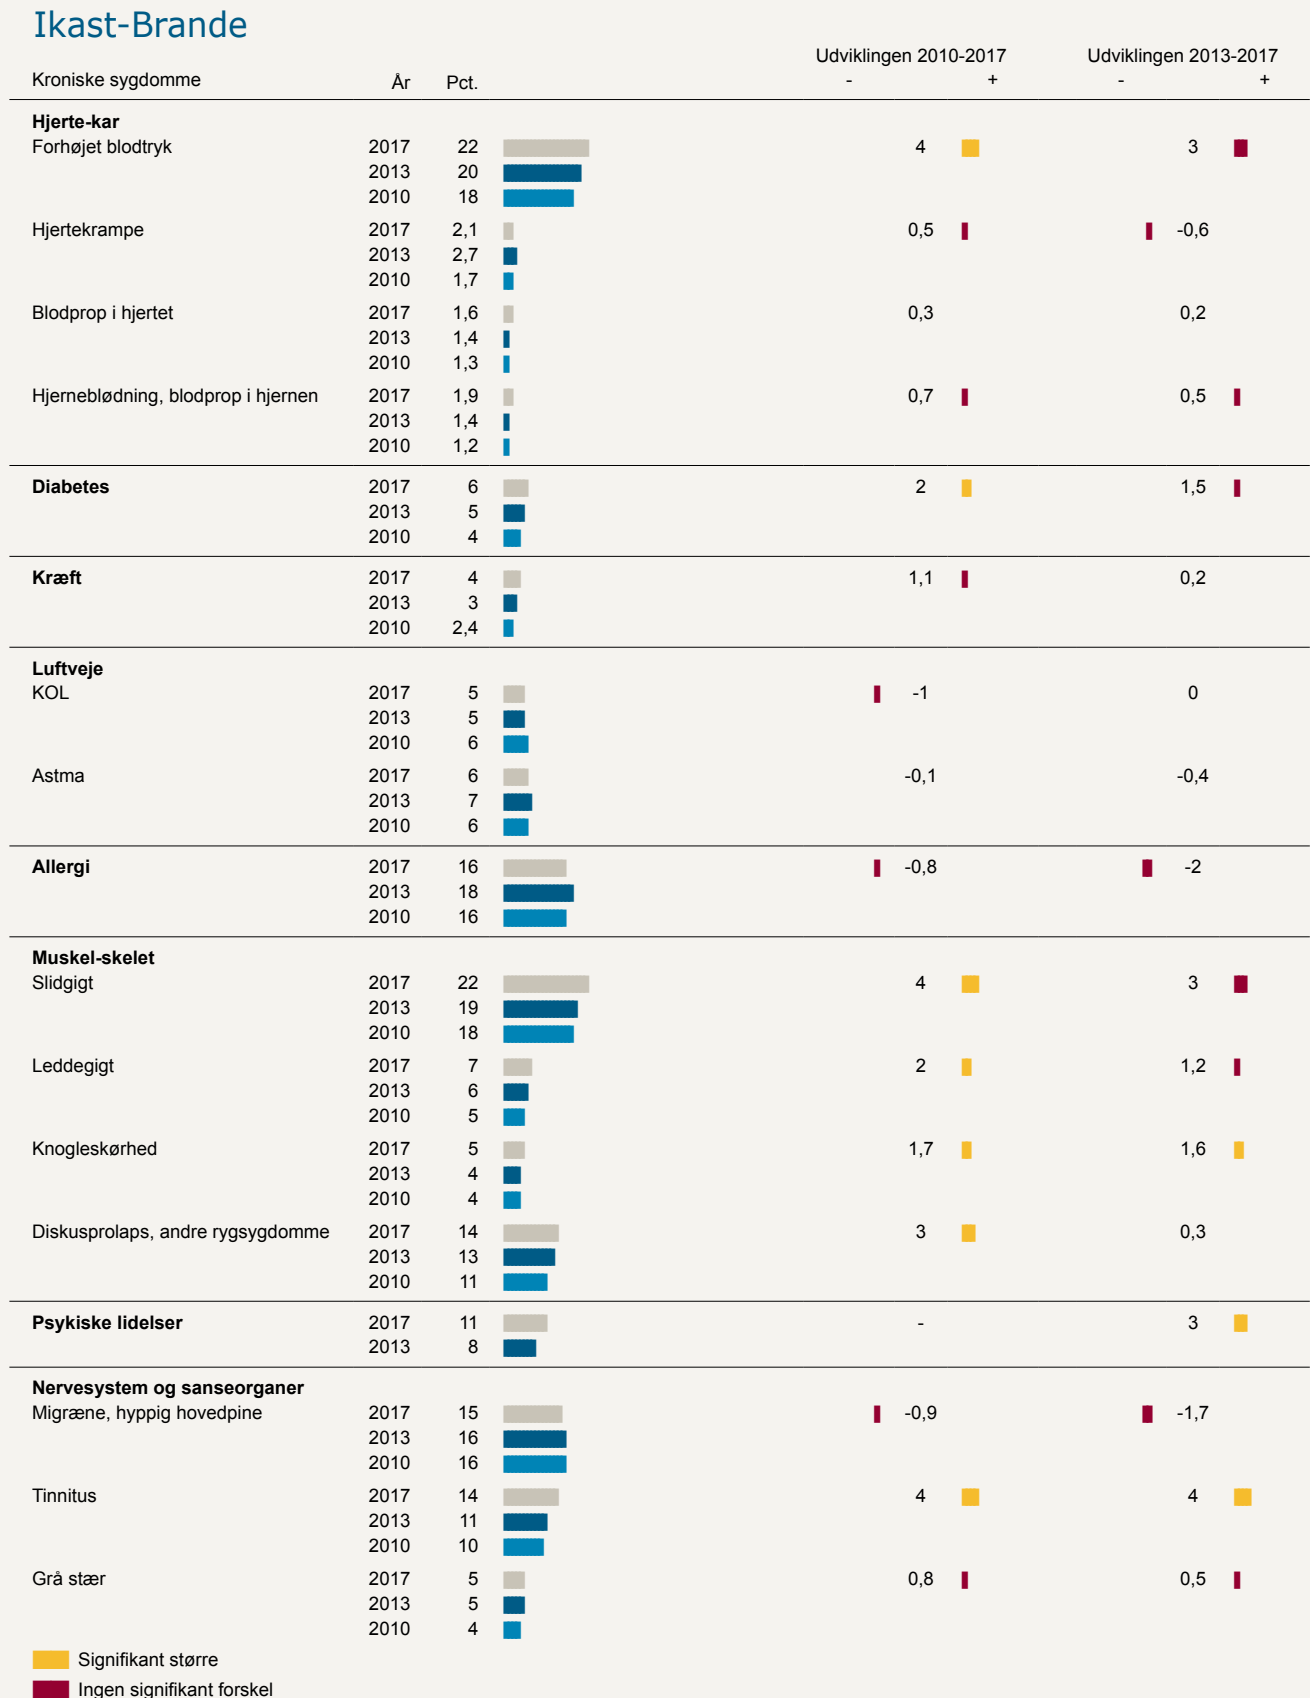 Ikast-Brande
Udviklingen 2010-2017 Udviklingen 2013-2017
Kroniske sygdomme År Pct. - + - +
Hjerte-kar
Forhøjet blodtryk 2017 22 4 3
2013 20
2010 18
Hjertekrampe 2017 2,1 0,5 -0,6
2013 2,7
2010 1,7
Blodprop i hjertet 2017 1,6 0,3 0,2
2013 1,4
2010 1,3
Hjerneblødning, blodprop i hjernen 2017 1,9 0,7 0,5
2013 1,4
2010 1,2
Diabetes 2017 6 2 1,5
2013 5
2010 4
Kræft 2017 4 1,1 0,2
2013 3
2010 2,4
Luftveje
KOL 2017 5 -1 0
2013 5
2010 6
Astma 2017 6 -0,1 -0,4
2013 7
2010 6
Allergi 2017 16 -0,8 -2
2013 18
2010 16
Muskel-skelet
Slidgigt 2017 22 4 3
2013 19
2010 18
Leddegigt 2017 7 2 1,2
2013 6
2010 5
Knogleskørhed 2017 5 1,7 1,6
2013 4
2010 4
Diskusprolaps, andre rygsygdomme 2017 14 3 0,3
2013 13
2010 11
Psykiske lidelser 2017 11 - 3
2013 8
Nervesystem og sanseorganer
Migræne, hyppig hovedpine 2017 15 -0,9 -1,7
2013 16
2010 16
Tinnitus 2017 14 4 4
2013 11
2010 10
Grå stær 2017 5 0,8 0,5
2013 5
2010 4
Signifikant større
Ingen signifikant forskel